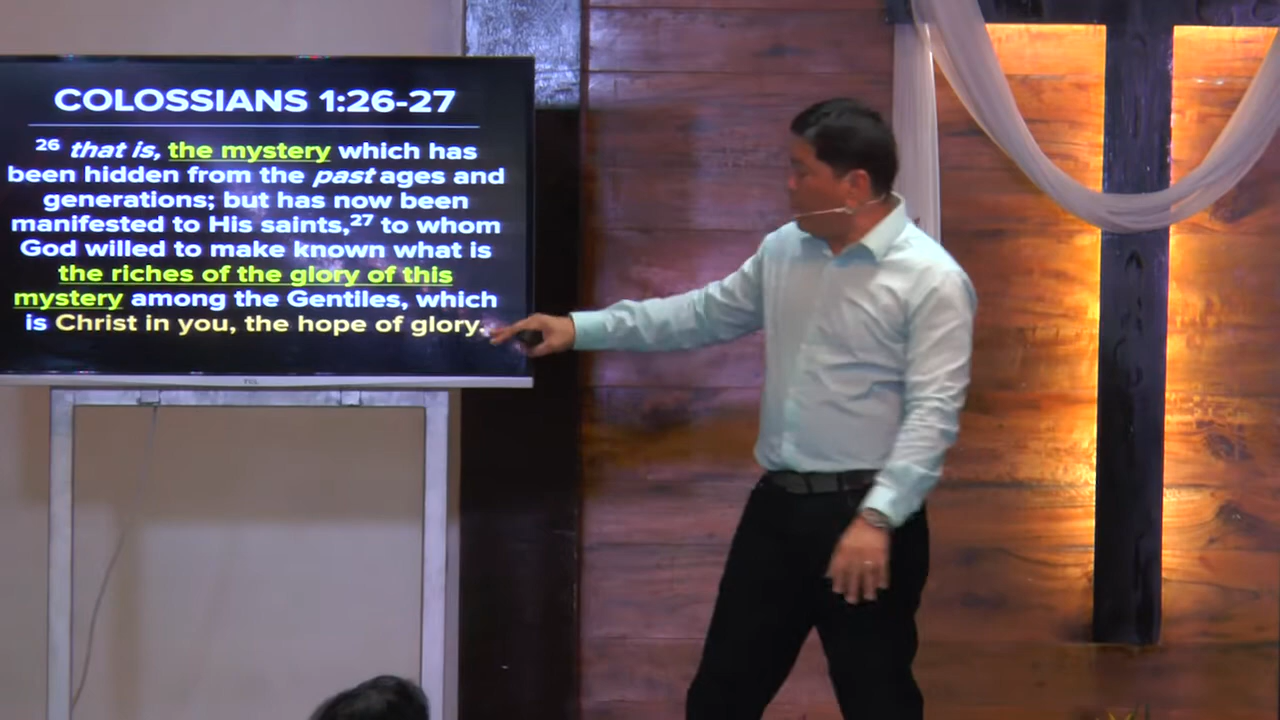 COLOSSIANS 1:26-27
26 that is, the mystery which has
been hidden from the past ages and
generations; but has now been
manifested to His saints,27 to whom
God willed to make known what is
the riches of the glory of this
mystery among the Gentiles, which
is Christ in you, the hope of glory.
TCL